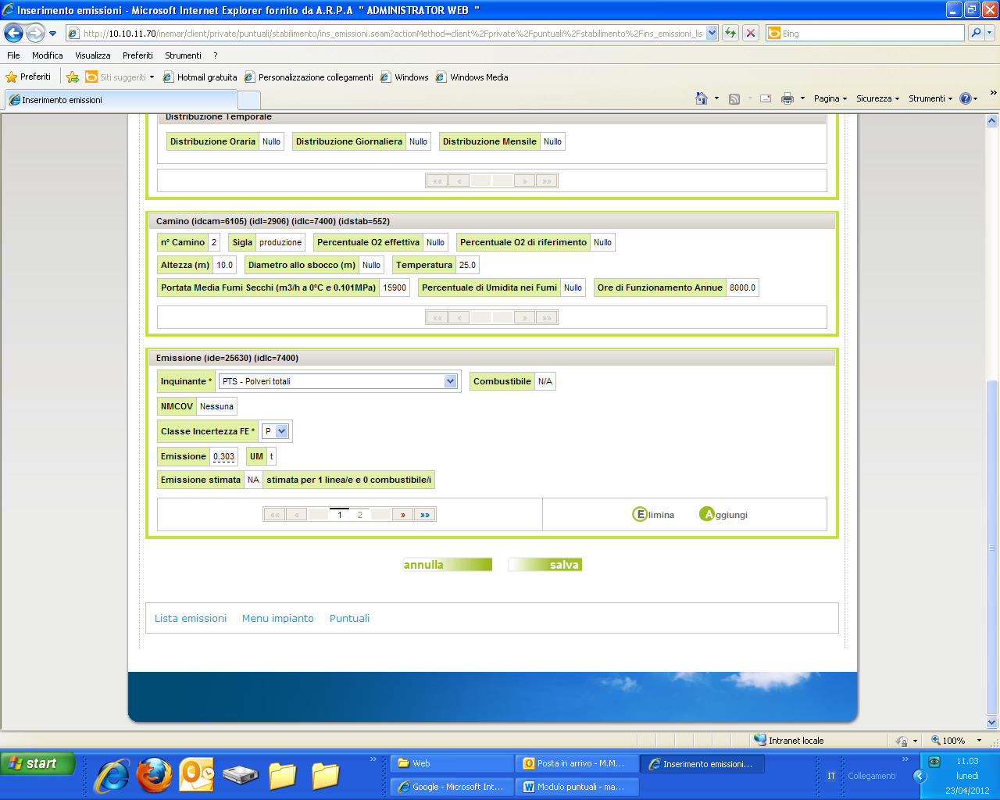 Inserimento emissioni - Microsoft Internet Explorer fornito da A.R.P.A " ADMINISTRATOR WEB "
http://10.10.11.70/inemar/client/private/puntuali/stabilimento/ins_emissioni.seam?actionMethod=client%2Fprivate%2Fpuntuali%2Fstabilimento%2Fins_emissioni_lis
Bing
File Modifica Visualizza Preferiti Strumenti ?
Preferiti Siti suggeriti Hotmail gratuita Personalizzazione collegamenti Windows Windows Media
Inserimento emissioni Pagina Sicurezza Strumenti »
Distribuzione Temporale
Distribuzione Oraria Nullo Distribuzione Giornaliera Nullo Distribuzione Mensile Nullo
«« « » »»
Camino (idcam=6105) (idl=2906) (idlc=7400) (idstab=552)
n° Camino 2 Sigla produzione Percentuale O2 effettiva Nullo Percentuale O2 di riferimento Nullo
Altezza (m) 10.0 Diametro allo sbocco (m) Nullo Temperatura 25.0
Portata Media Fumi Secchi (m3/h a 0°C e 0.101MPa) 15900 Percentuale di Umidita nei Fumi Nullo Ore di Funzionamento Annue 8000.0
«« « » »»
Emissione (ide=25630) (idlc=7400)
Inquinante * PTS - Polveri totali Combustibile N/A
NMCOV Nessuna
Classe Incertezza FE * P
Emissione 0.303 UM t
Emissione stimata NA stimata per 1 linea/e e 0 combustibile/i
«« « 1 2 » »» Elimina Aggiungi
annulla salva
Lista emissioni Menu impianto Puntuali
Intranet locale 100%
start » Web Posta in arrivo - M.M... Inserimento emissioni... » 11.03
IT Collegamenti lunedì
Google - Microsoft Int... Modulo puntuali - ma... 23/04/2012